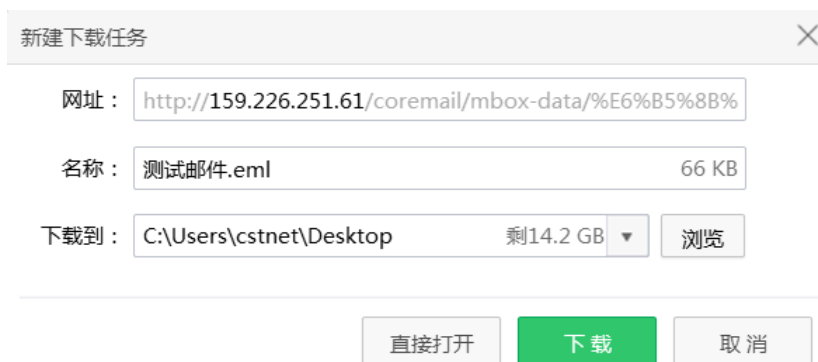 新建下载任务
网址： http://159.226.251.61/coremail/mbox-data/%E6%B5%8B%
名称： 测试邮件.eml 66 KB
下载到： C:\Users\cstnet\Desktop 剩14.2 GB 浏览
直接打开 下载 取消